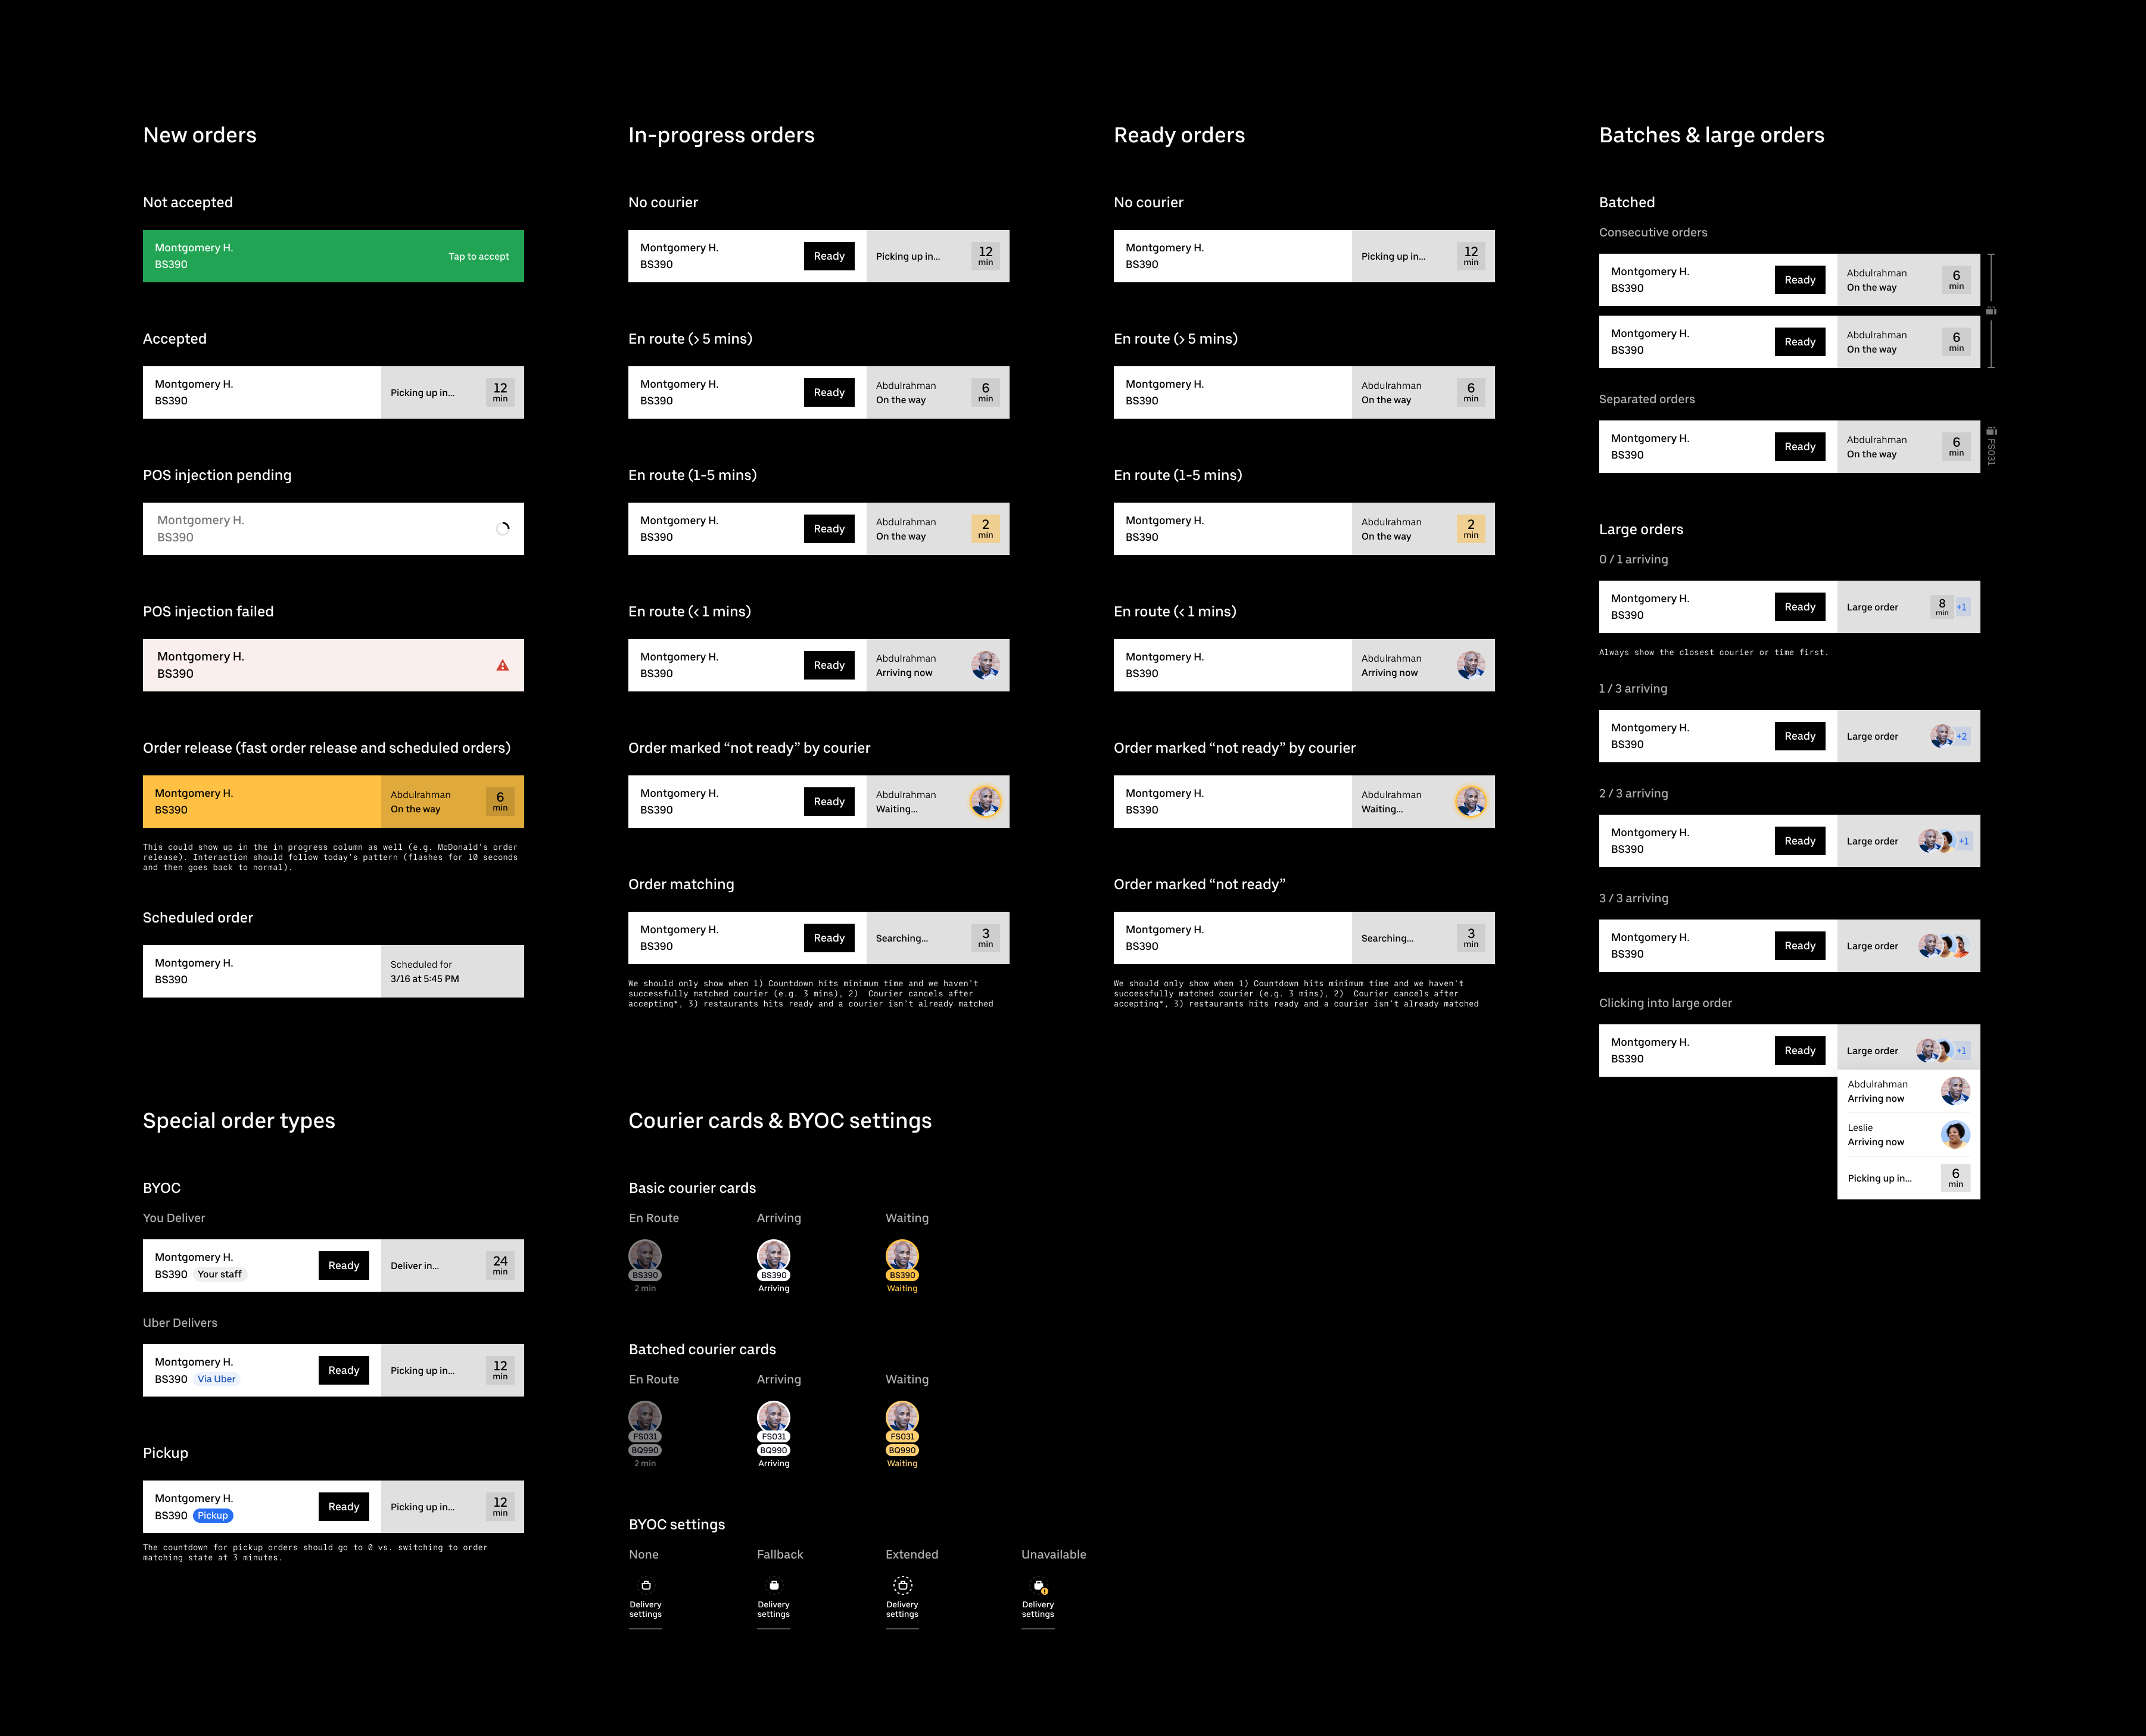 New orders
Not accepted
Montgomery H.
BS390
Tap to accept
Accepted
Montgomery H.
BS390
Picking up in...
12
min
POS injection pending
Montgomery H.
BS390
POS injection failed
Montgomery H.
BS390
Order release (fast order release and scheduled orders)
Montgomery H.
BS390
Abdulrahman
On the way
6
min
This could show up in the in progress column as well (e.g. McDonald's order
release). Interaction should follow today's pattern (flashes for 10 seconds
and then goes back to normal).
Scheduled order
Montgomery H.
BS390
Scheduled for
3/16 at 5:45 PM
In-progress orders
No courier
Montgomery H.
BS390
Ready
Picking up in...
12
min
En route (> 5 mins)
Montgomery H.
BS390
Ready
Abdulrahman
On the way
6
min
En route (1-5 mins)
Montgomery H.
BS390
Ready
Abdulrahman
On the way
2
min
En route (< 1 mins)
Montgomery H.
BS390
Ready
Abdulrahman
Arriving now
Order marked “not ready” by courier
Montgomery H.
BS390
Ready
Abdulrahman
Waiting...
Order matching
Montgomery H.
BS390
Ready
Searching...
3
min
We should only show when 1) Countdown hits minimum time and we haven't
successfully matched courier (e.g. 3 mins), 2)  Courier cancels after
accepting*, 3) restaurants hits ready and a courier isn't already matched
Ready orders
No courier
Montgomery H.
BS390
Picking up in...
12
min
En route (> 5 mins)
Montgomery H.
BS390
Abdulrahman
On the way
6
min
En route (1-5 mins)
Montgomery H.
BS390
Abdulrahman
On the way
2
min
En route (< 1 mins)
Montgomery H.
BS390
Abdulrahman
Arriving now
Order marked “not ready” by courier
Montgomery H.
BS390
Abdulrahman
Waiting...
Order marked “not ready”
Montgomery H.
BS390
Searching...
3
min
We should only show when 1) Countdown hits minimum time and we haven't
successfully matched courier (e.g. 3 mins), 2)  Courier cancels after
accepting*, 3) restaurants hits ready and a courier isn't already matched
Batches & large orders
Batched
Consecutive orders
Montgomery H.
BS390
Ready
Abdulrahman
On the way
6
min
Montgomery H.
BS390
Ready
Abdulrahman
On the way
6
min
Separated orders
Montgomery H.
BS390
Ready
Abdulrahman
On the way
6
min
FS031
Large orders
0 / 1 arriving
Montgomery H.
BS390
Ready
Large order
8
min
+1
Always show the closest courier or time first.
1 / 3 arriving
Montgomery H.
BS390
Ready
Large order
+2
2 / 3 arriving
Montgomery H.
BS390
Ready
Large order
+1
3 / 3 arriving
Montgomery H.
BS390
Ready
Large order
Clicking into large order
Montgomery H.
BS390
Ready
Large order
+1
Abdulrahman
Arriving now
Leslie
Arriving now
Picking up in...
6
min
Special order types
BYOC
You Deliver
Montgomery H.
BS390
Your staff
Ready
Deliver in...
24
min
Uber Delivers
Montgomery H.
BS390
Via Uber
Ready
Picking up in...
12
min
Pickup
Montgomery H.
BS390
Pickup
Ready
Picking up in...
12
min
The countdown for pickup orders should go to 0 vs. switching to order
matching state at 3 minutes.
Courier cards & BYOC settings
Basic courier cards
En Route
Arriving
Waiting
BS390
BS390
BS390
2 min
Arriving
Waiting
Batched courier cards
En Route
Arriving
Waiting
FS031
FS031
FS031
BQ990
BQ990
BQ990
2 min
Arriving
Waiting
BYOC settings
None
Fallback
Extended
Unavailable
Delivery
settings
Delivery
settings
Delivery
settings
Delivery
settings